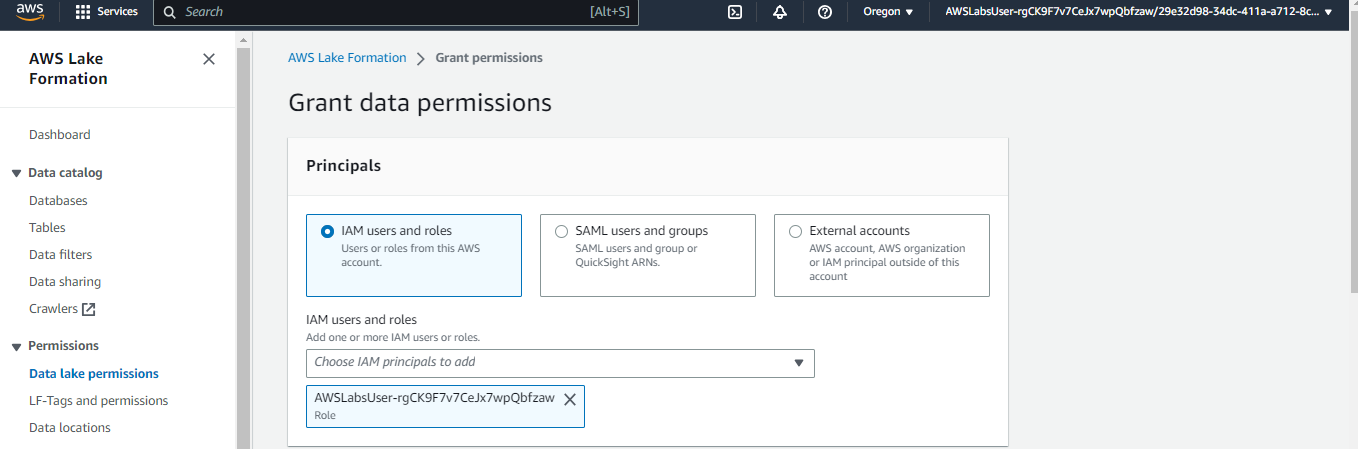 aws
Services
Search
[Alt+S]
Oregon
AWSLabsUser-rgCK9F7v7CeJx7wpQbfzaw/29e32d98-34dc-411a-a712-8c...
AWS Lake
Formation
Dashboard
Data catalog
Databases
Tables
Data filters
Data sharing
Crawlers
Permissions
Data lake permissions
LF-Tags and permissions
Data locations
AWS Lake Formation
Grant permissions
Grant data permissions
Principals
IAM users and roles
Users or roles from this AWS
account.
SAML users and groups
SAML users and group or
QuickSight ARNs.
External accounts
AWS account, AWS organization
or IAM principal outside of this
account
IAM users and roles
Add one or more IAM users or roles.
Choose IAM principals to add
AWSLabsUser-rgCK9F7v7CeJx7wpQbfzaw
Role